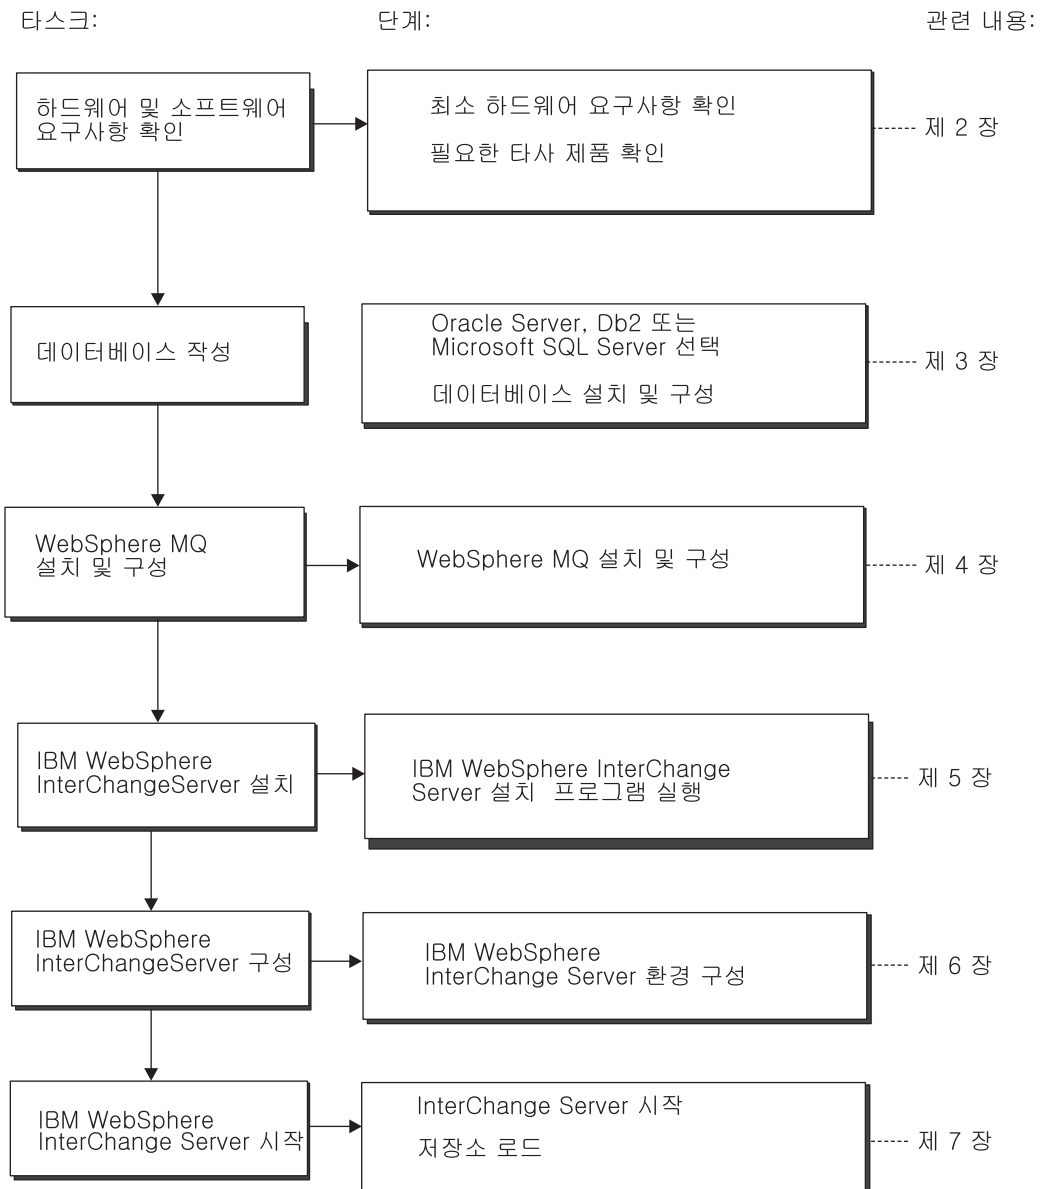 타스크:
단계:
관련 내용:
하드웨어 및 소프트웨어
요구사항 확인
최소 하드웨어 요구사항 확인
필요한 타사 제품 확인
제 2 장
데이터베이스 작성
Oracle Server, Db2 또는
Microsoft SQL Server 선택
데이터베이스 설치 및 구성
제 3 장
WebSphere MQ
설치 및 구성
WebSphere MQ 설치 및 구성
제 4 장
IBM WebSphere
InterChangeServer 설치
IBM WebSphere InterChange
Server 설치 프로그램 실행
제 5 장
IBM WebSphere
InterChangeServer 구성
IBM WebSphere
InterChange Server 환경 구성
제 6 장
IBM WebSphere
InterChange Server 시작
InterChange Server 시작
저장소 로드
제 7 장